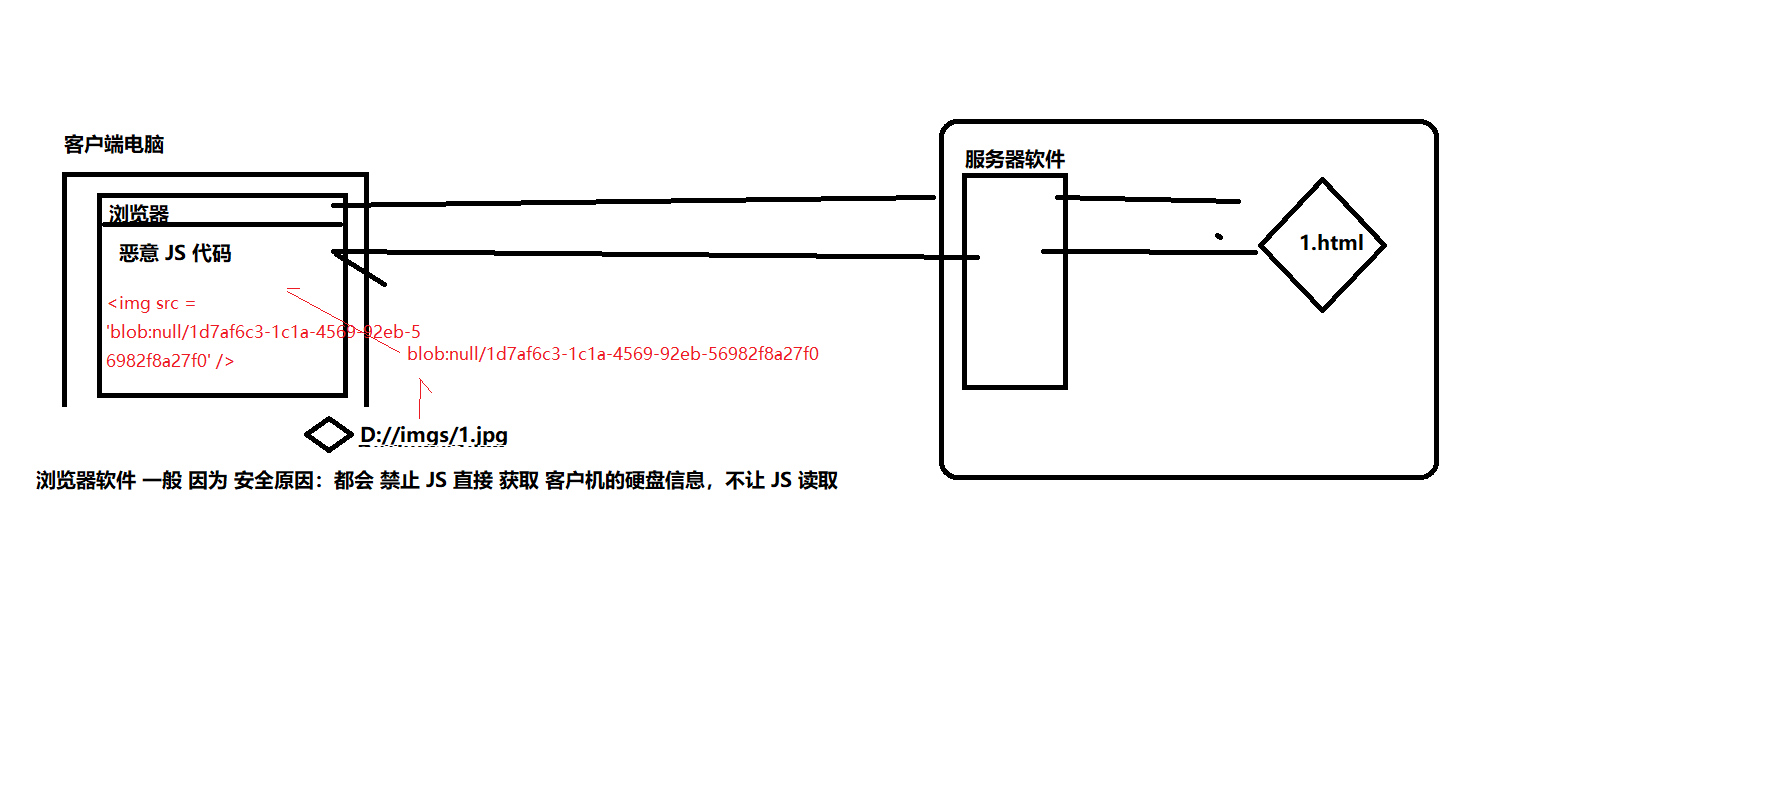 客户端电脑
服务器软件
浏览器
恶意 JS 代码
1.html
<img src =
'blob:null/1d7af6c3-1c1a-4569-92eb-5
6982f8a27f0' />
blob:null/1d7af6c3-1c1a-4569-92eb-56982f8a27f0
D://imgs/1.jpg
浏览器软件 一般 因为 安全原因：都会 禁止 JS 直接 获取 客户机的硬盘信息，不让 JS 读取